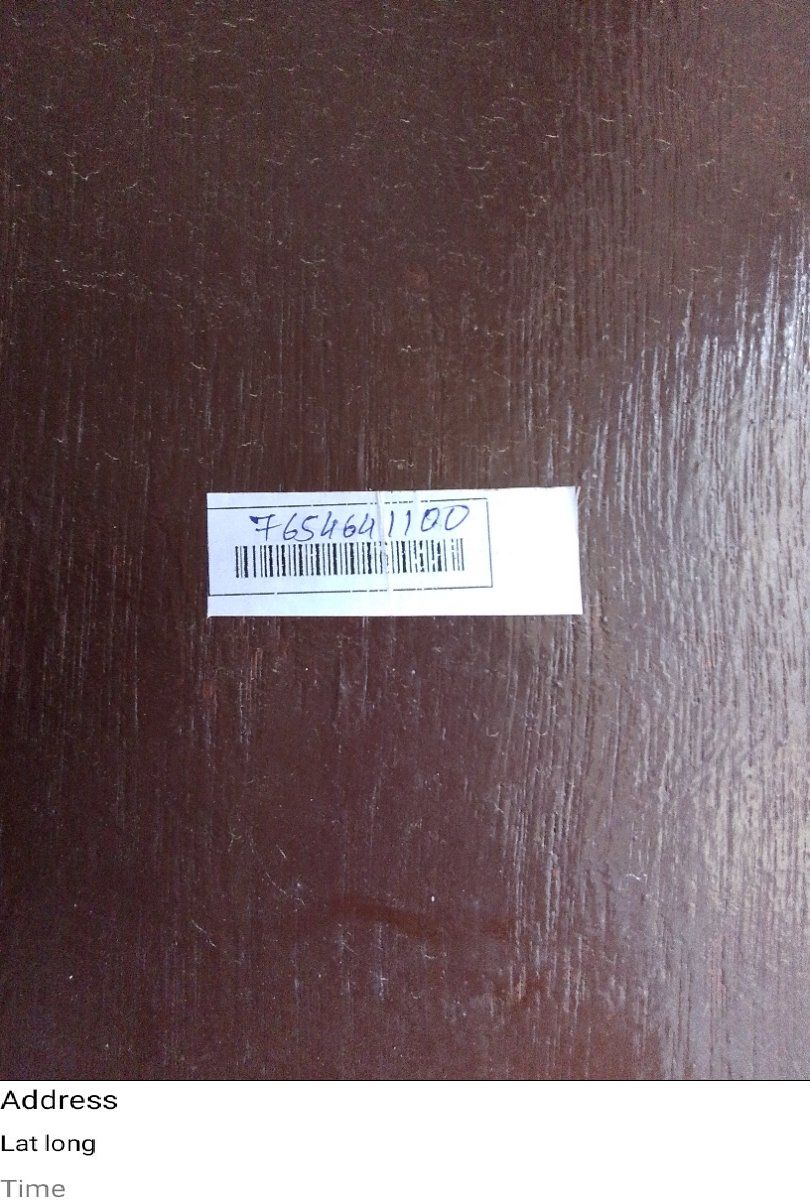 7654641100
Address
Lat long
Time